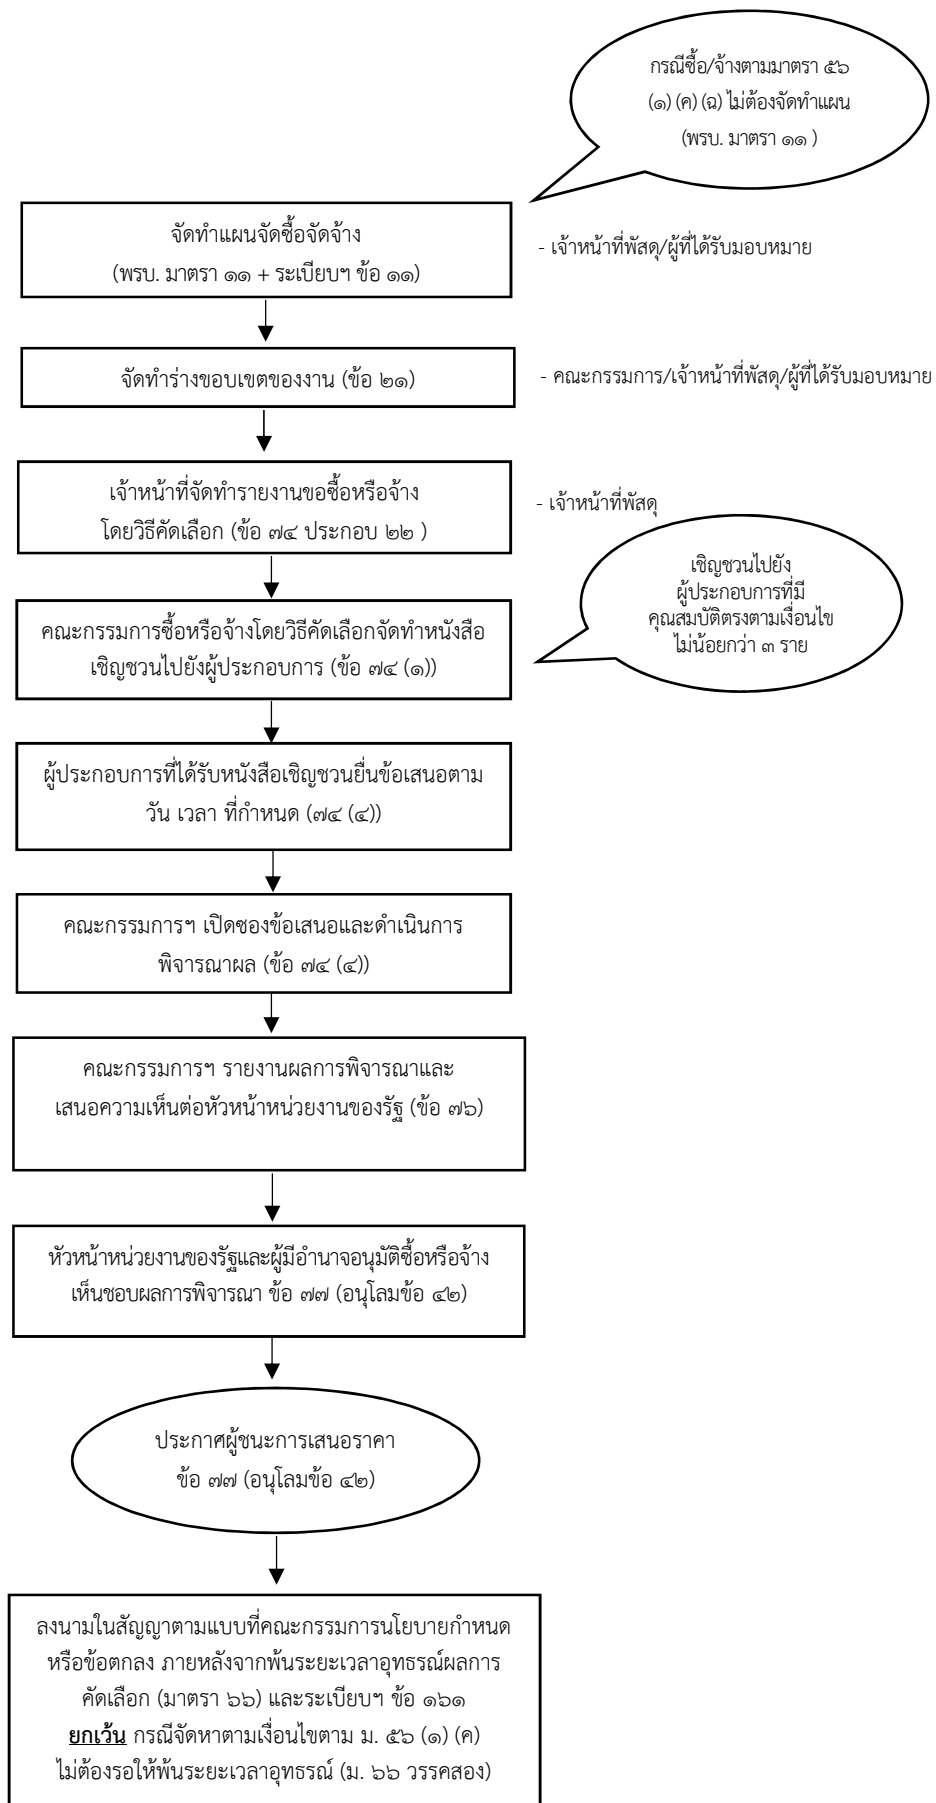 กรณีซื้อ/จ้างตามมาตรา ๕๖
(๑) (ค) (ฉ) ไม่ต้องจัดทำแผน
(พรบ. มาตรา ๑๑ )
จัดทำแผนจัดซื้อจัดจ้าง
(พรบ. มาตรา ๑๑ + ระเบียบฯ ข้อ ๑๑)
- เจ้าหน้าที่พัสดุ/ผู้ที่ได้รับมอบหมาย
จัดทำร่างขอบเขตของงาน (ข้อ ๒๑)
- คณะกรรมการ/เจ้าหน้าที่พัสดุ/ผู้ที่ได้รับมอบหมาย
เจ้าหน้าที่จัดทำรายงานขอซื้อหรือจ้าง
โดยวิธีคัดเลือก (ข้อ ๗๔ ประกอบ ๒๒ )
- เจ้าหน้าที่พัสดุ
เชิญชวนไปยัง
ผู้ประกอบการที่มี
คุณสมบัติตรงตามเงื่อนไข
ไม่น้อยกว่า ๓ ราย
คณะกรรมการซื้อหรือจ้างโดยวิธีคัดเลือกจัดทำหนังสือ
เชิญชวนไปยังผู้ประกอบการ (ข้อ ๗๔ (๑))
ผู้ประกอบการที่ได้รับหนังสือเชิญชวนยื่นข้อเสนอตาม
วัน เวลา ที่กำหนด (๗๔ (๔))
คณะกรรมการฯ เปิดซองข้อเสนอและดำเนินการ
พิจารณาผล (ข้อ ๗๔ (๔))
คณะกรรมการฯ รายงานผลการพิจารณาและ
เสนอความเห็นต่อหัวหน้าหน่วยงานของรัฐ (ข้อ ๗๖)
หัวหน้าหน่วยงานของรัฐและผู้มีอำนาจอนุมัติซื้อหรือจ้าง
เห็นชอบผลการพิจารณา ข้อ ๗๗ (อนุโลมข้อ ๔๒)
ประกาศผู้ชนะการเสนอราคา
ข้อ ๗๗ (อนุโลมข้อ ๔๒)
ลงนามในสัญญาตามแบบที่คณะกรรมการนโยบายกำหนด
หรือข้อตกลง ภายหลังจากพ้นระยะเวลาอุทธรณ์ผลการ
คัดเลือก (มาตรา ๖๖) และระเบียบฯ ข้อ ๑๖๑
ยกเว้น กรณีจัดหาตามเงื่อนไขตาม ม. ๕๖ (๑) (ค)
ไม่ต้องรอให้พ้นระยะเวลาอุทธรณ์ (ม. ๖๖ วรรคสอง)